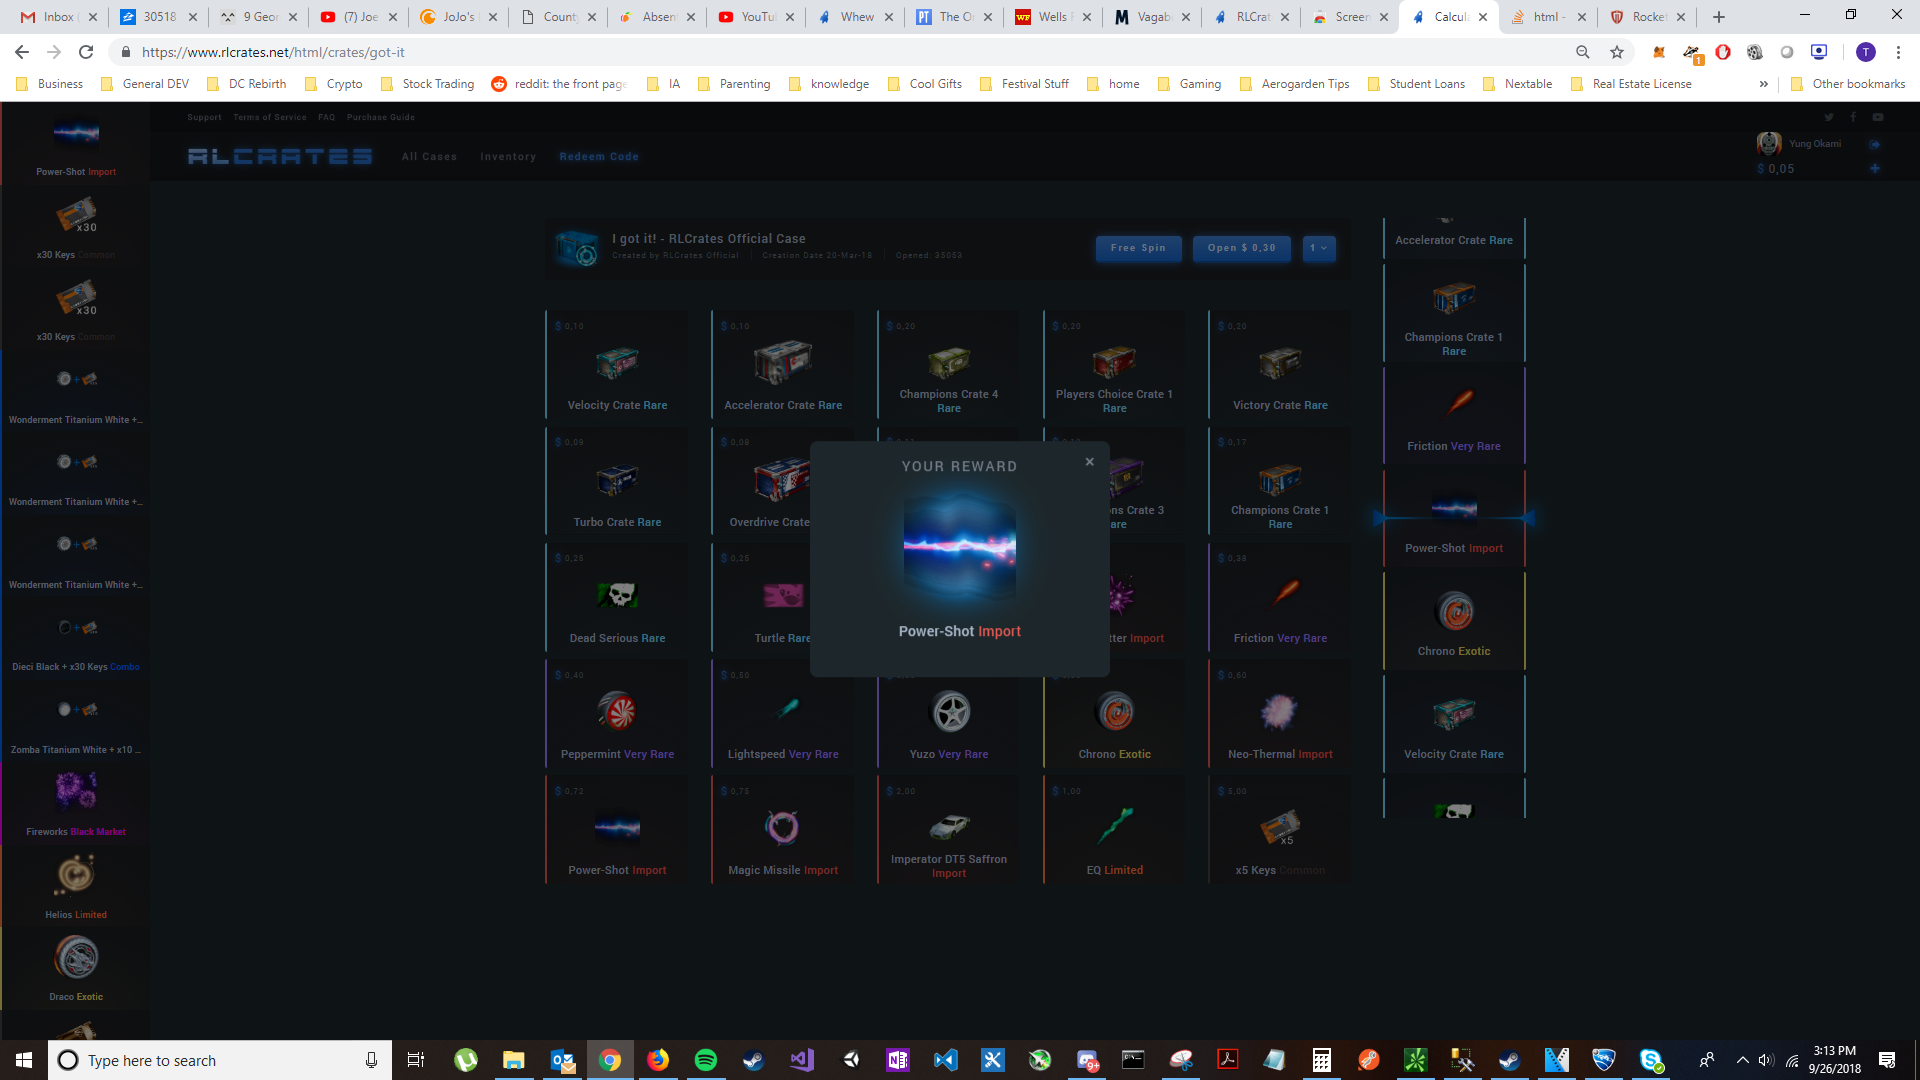 Inbox (
30518
9 Geor
(7) Joe
JoJo's
County
Absent
YouTu
Whew
The Or
Wells
Vagab
RLCrat
Screen
Calcula
html -
Rocket
https://www.rlcrates.net/html/crates/got-it
1
T
Business
General DEV
DC Rebirth
Crypto
Stock Trading
reddit: the front page
IA
Parenting
knowledge
Cool Gifts
Festival Stuff
home
Gaming
Aerogarden Tips
Student Loans
Nextable
Real Estate License
»
Other bookmarks
Support
Terms of Service
FAQ
Purchase Guide
RLCRATES
All Cases
Inventory
Redeem Code
Yung Okami
$ 0,05
Power-Shot Import
x30
x30 Keys Common
x30
x30 Keys Common
Wonderment Titanium White +...
Wonderment Titanium White +...
Wonderment Titanium White +...
Dieci Black + x30 Keys Combo
Zomba Titanium White + x10 ...
Fireworks Black Market
Helios Limited
Draco Exotic
I got it! - RLCrates Official Case
Created by RLCrates Official
Creation Date 20-Mar-18
Opened: 35053
Free Spin
Open $ 0,30
1
$ 0,10
Velocity Crate Rare
$ 0,10
Accelerator Crate Rare
$ 0,20
Champions Crate 4
Rare
$ 0,20
Players Choice Crate 1
Rare
$ 0,20
Victory Crate Rare
$ 0,09
Turbo Crate Rare
$ 0,08
Overdrive Crate
ons Crate 3
are
$ 0,17
Champions Crate 1
Rare
$ 0,25
Dead Serious Rare
$ 0,25
Turtle Rare
tter Import
$ 0,38
Friction Very Rare
YOUR REWARD
×
Power-Shot Import
$ 0,40
Peppermint Very Rare
$ 0,50
Lightspeed Very Rare
Yuzo Very Rare
Chrono Exotic
$ 0,60
Neo-Thermal Import
$ 0,72
Power-Shot Import
$ 0,75
Magic Missile Import
$ 2,00
Imperator DT5 Saffron
Import
$ 1,00
EQ Limited
$ 5,00
x5
x5 Keys Common
Accelerator Crate Rare
Champions Crate 1
Rare
Friction Very Rare
Power-Shot Import
Chrono Exotic
Velocity Crate Rare
Type here to search
9+
3:13 PM
9/26/2018